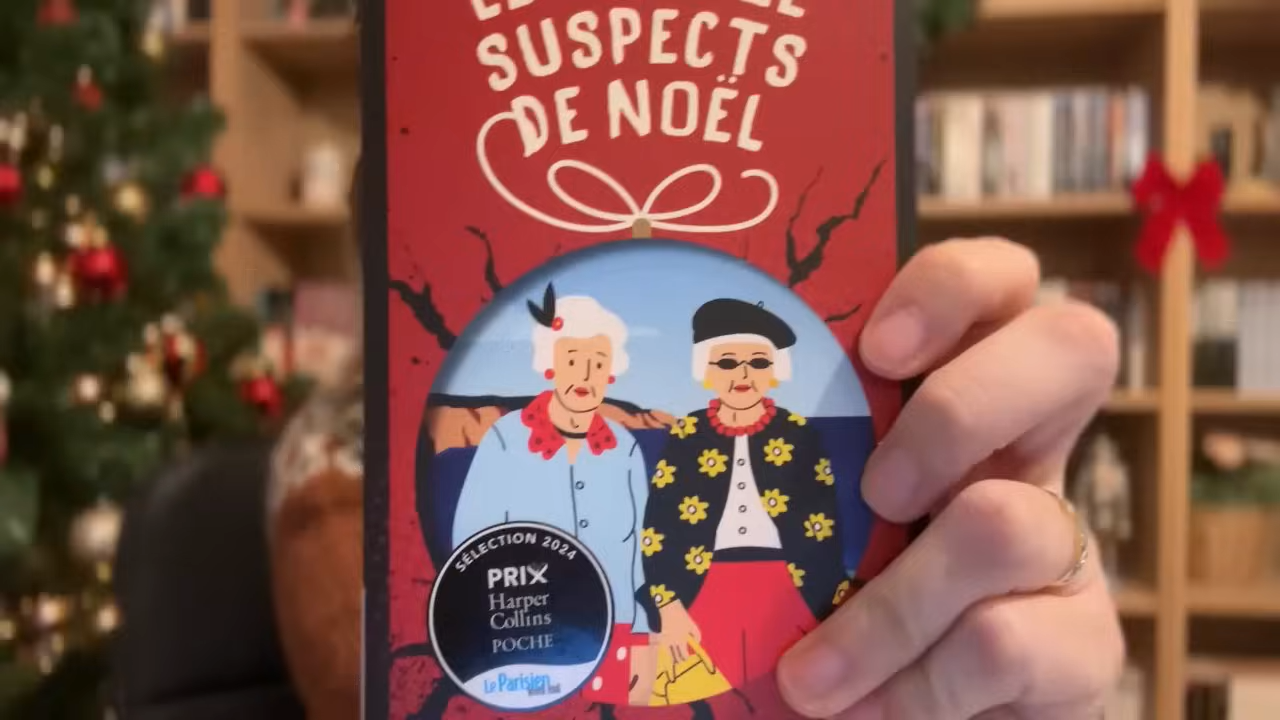 SUSPECTS
DE NOËL
SÉLECTION 2024
PRIX
Harper
Collins
POCHE
Le Parisien